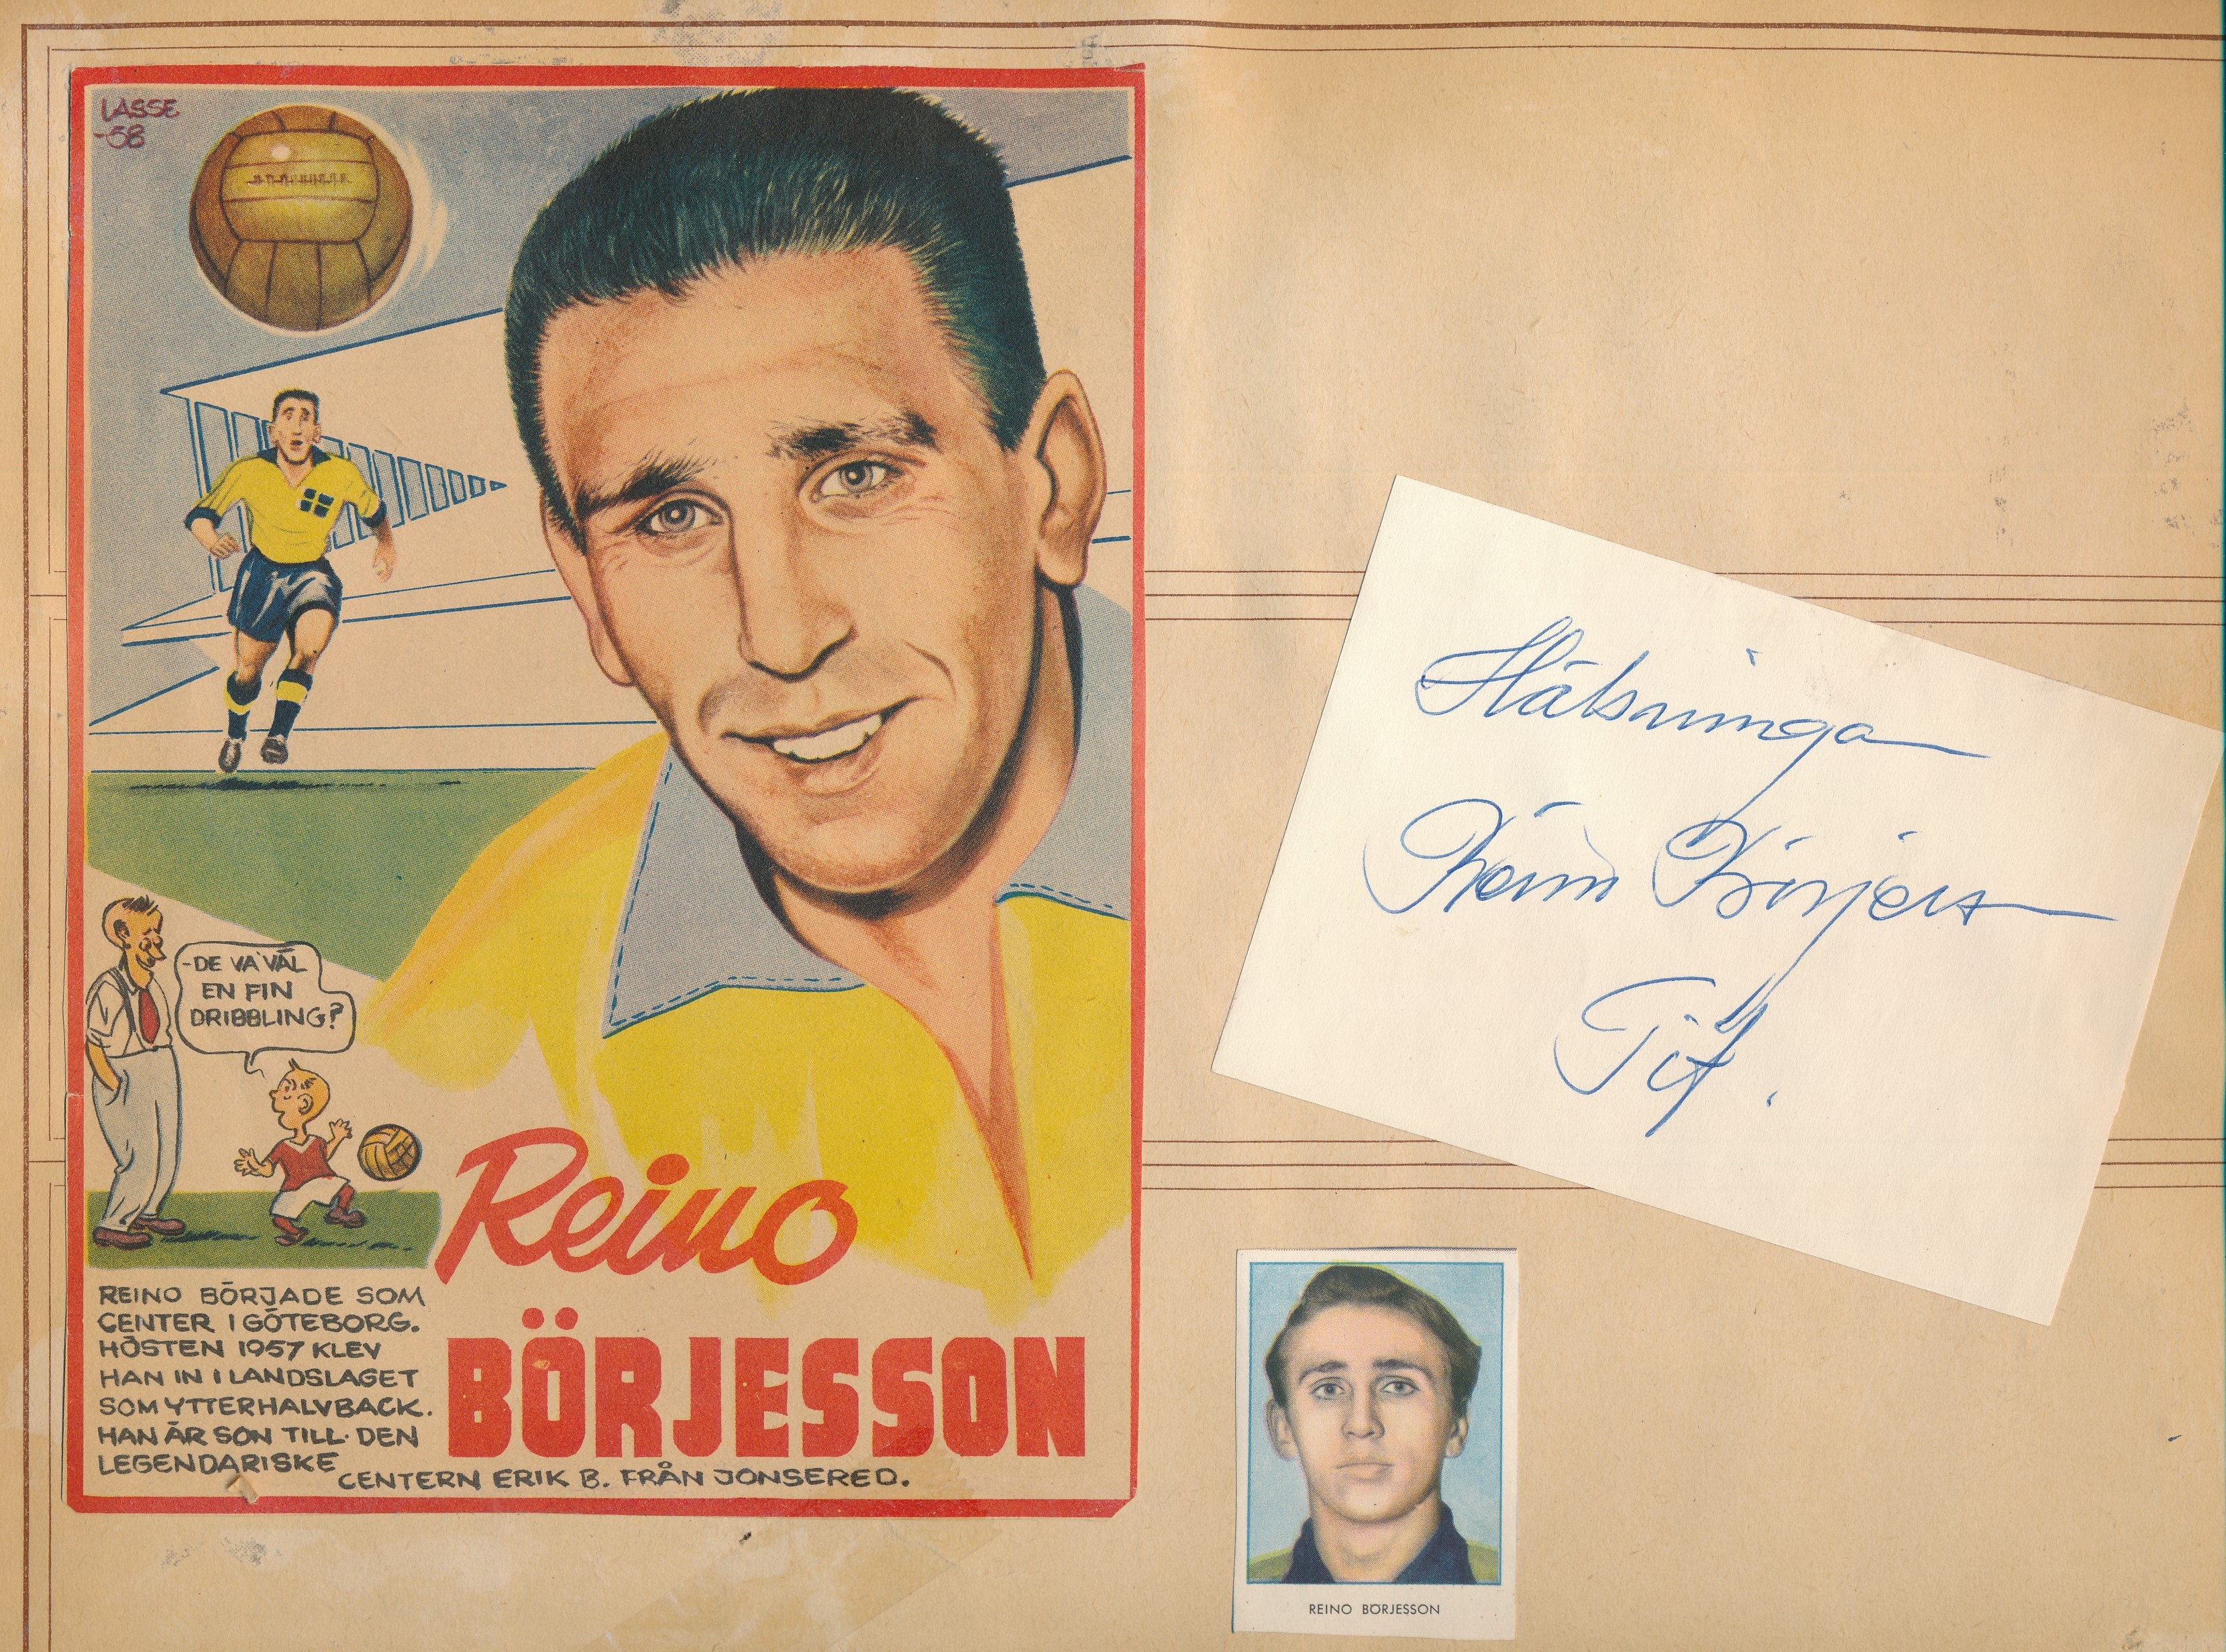 LASSE
-58
-DE VA' VÄL
EN FIN
DRIBBLING?
Reino
BÖRJESSON
REINO BÖRJADE SOM
CENTER I GÖTEBORG.
HÖSTEN 1957 KLEV
HAN IN I LANDSLAGET
SOM YTTERHALVBACK.
HAN ÄR SON TILL DEN
LEGENDARISKE
CENTERN ERIK B. FRÅN JONSERED.
Hälsninga
Reino Börjesson
REINO BÖRJESSON